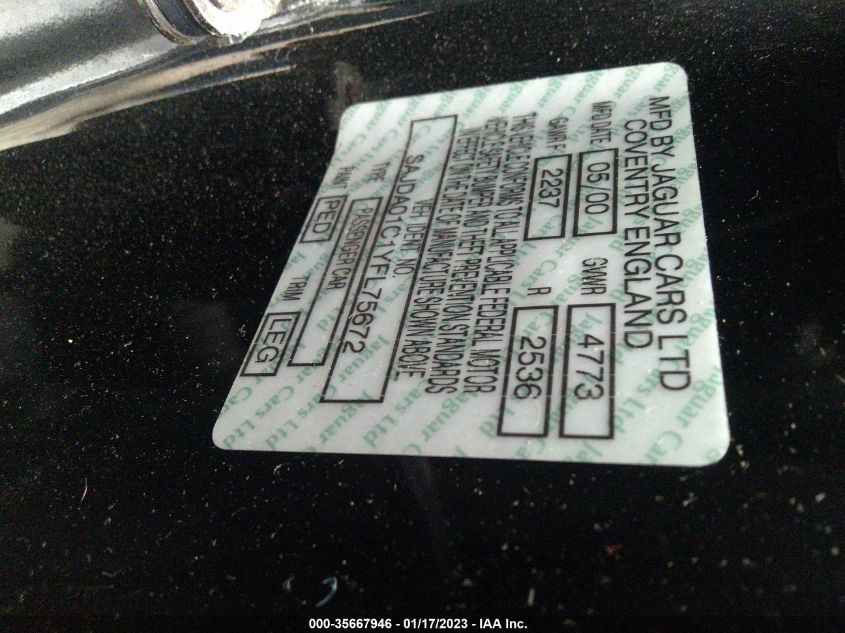 MFD BY JAGUAR CARS LTD
COVENTRY ENGLAND
MFD DATE 05/00 GVWR 4773
GAWR F 2237 R 2536
THIS VEHICLE CONFORMS TO ALL APPLICABLE FEDERAL MOTOR
VEHICLE SAFETY BUMPER AND THEFT PREVENTION STANDARDS
IN EFFECT ON THE DATE OF MANUFACTURE SHOWN ABOVE.
VEH IDENT. NO.
SAJDA01C1YFL75672
TYPE PASSENGER CAR
PAINT PED TRIM LEG
Jaguar Cars Ltd
000-35667946 — 01/17/2023 — IAA Inc.